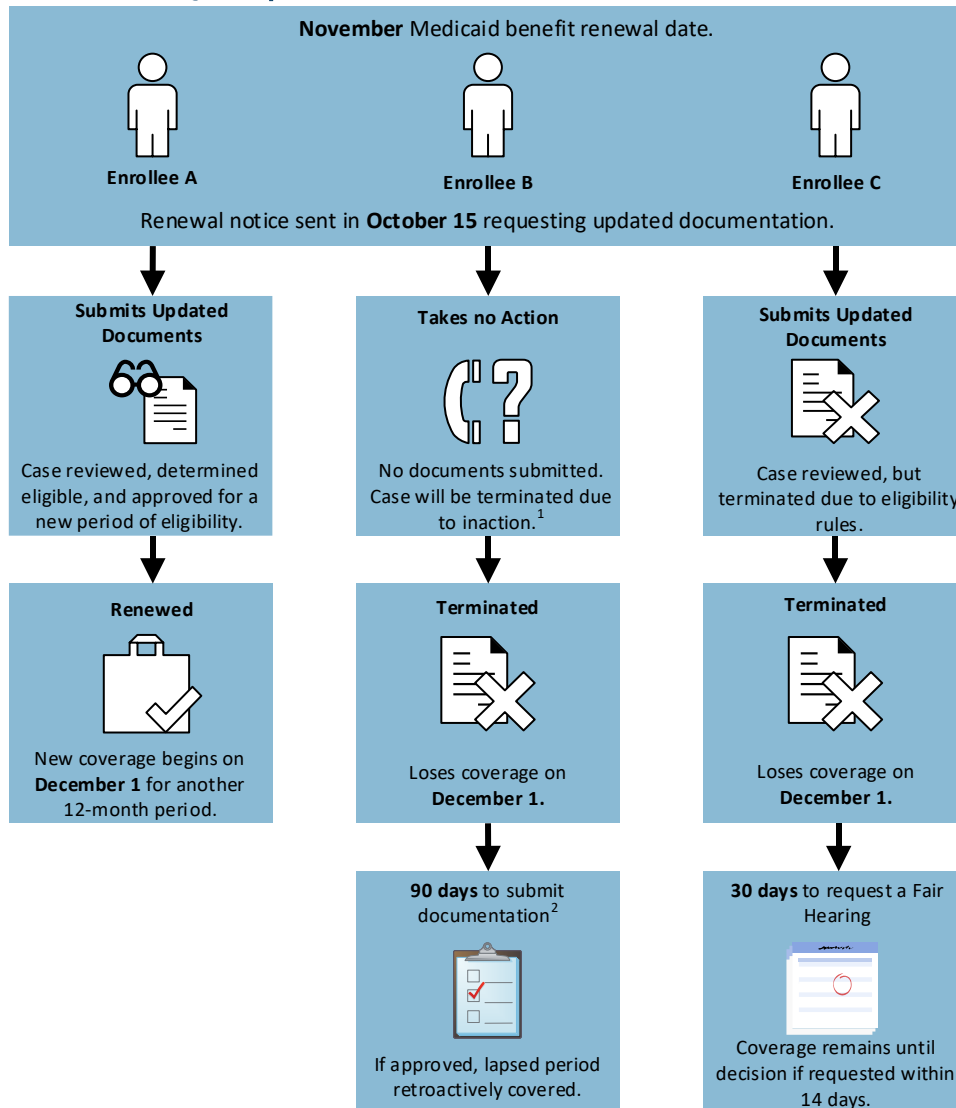 November Medicaid benefit renewal date.
Enrollee A
Enrollee B
Enrollee C
Renewal notice sent in October 15 requesting updated documentation.
Submits Updated
Documents
Case reviewed, determined
eligible, and approved for a
new period of eligibility.
Renewed
New coverage begins on
December 1 for another
12-month period.
Takes no Action
No documents submitted.
Case will be terminated due
to inaction.1
Terminated
Loses coverage on
December 1.
90 days to submit
documentation2
If approved, lapsed period
retroactively covered.
Submits Updated
Documents
Case reviewed, but
terminated due to eligibility
rules.
Terminated
Loses coverage on
December 1.
30 days to request a Fair
Hearing
Coverage remains until
decision if requested within
14 days.